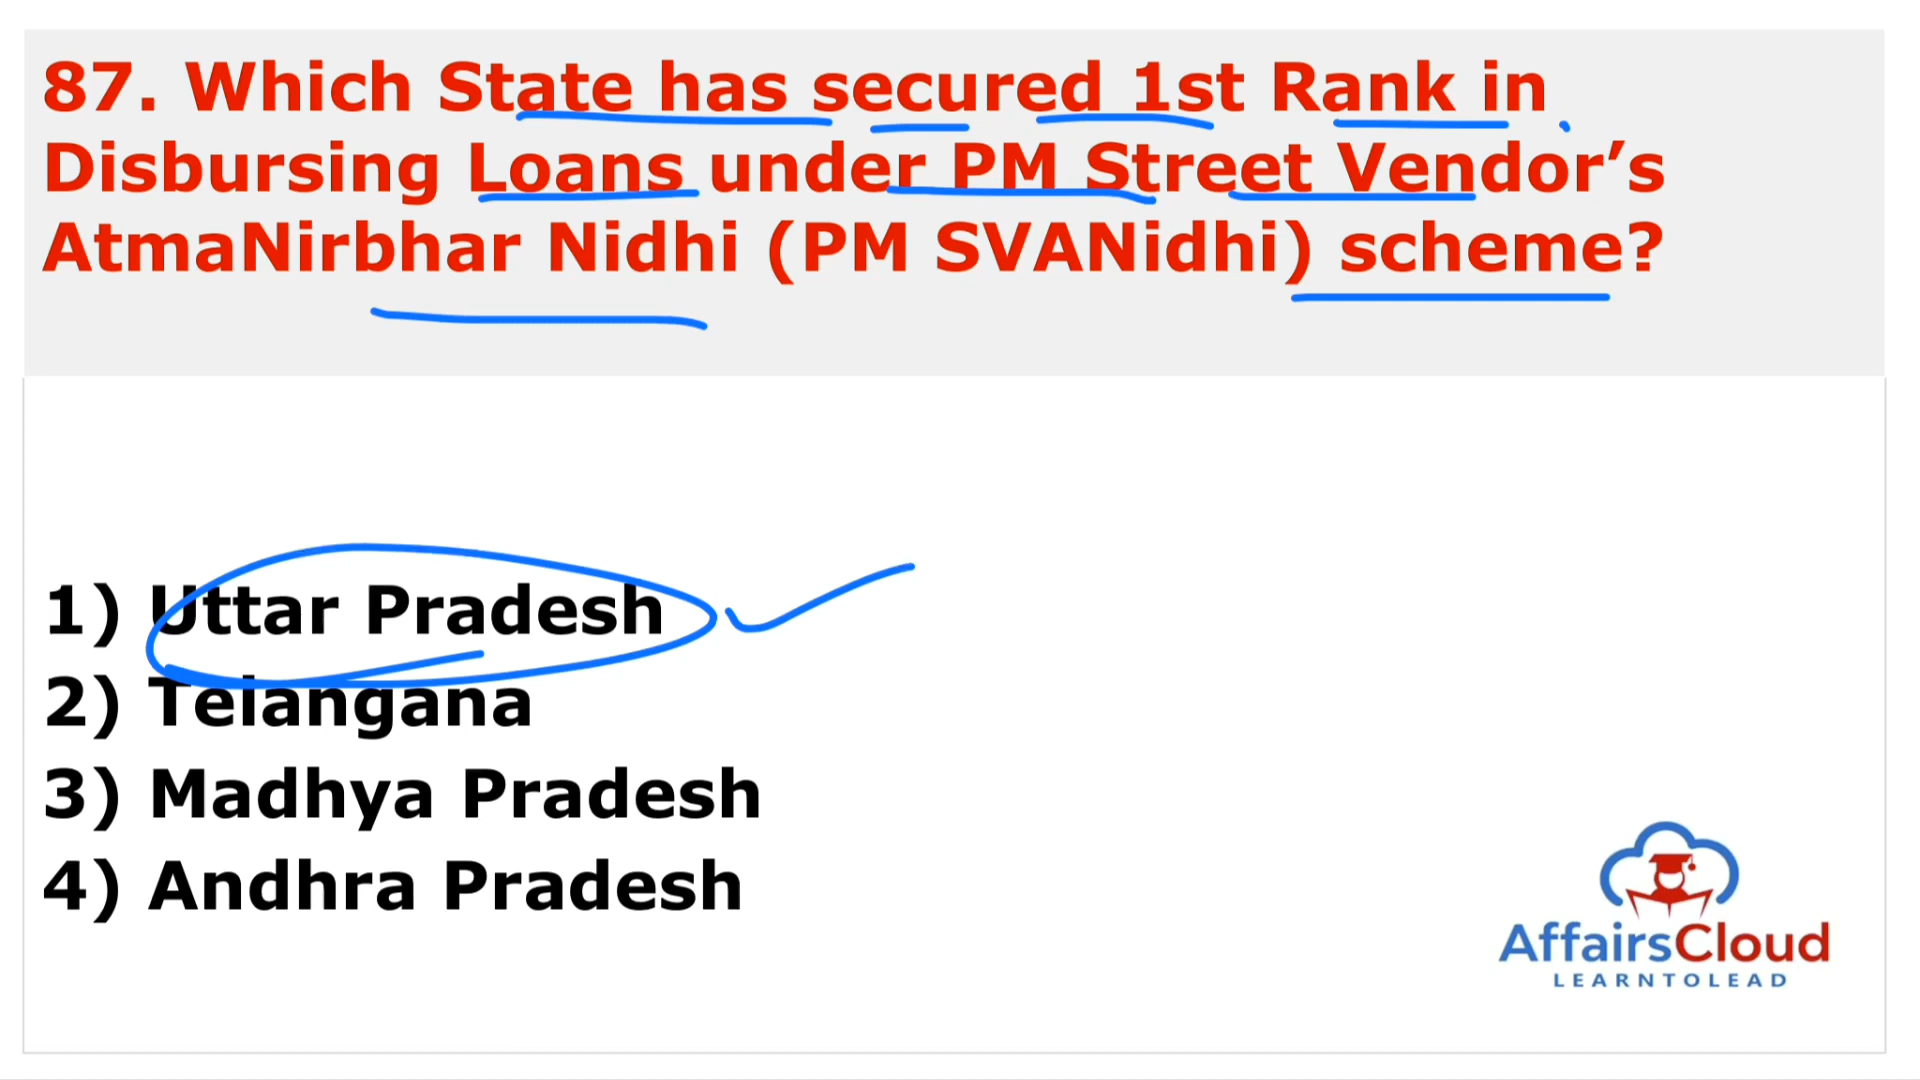 87. Which State has secured 1st Rank in
Disbursing Loans under PM Street Vendor’s
AtmaNirbhar Nidhi (PM SVANidhi) scheme?
1) Uttar Pradesh
2) Telangana
3) Madhya Pradesh
4) Andhra Pradesh
AffairsCloud
LEARNTOLEAD